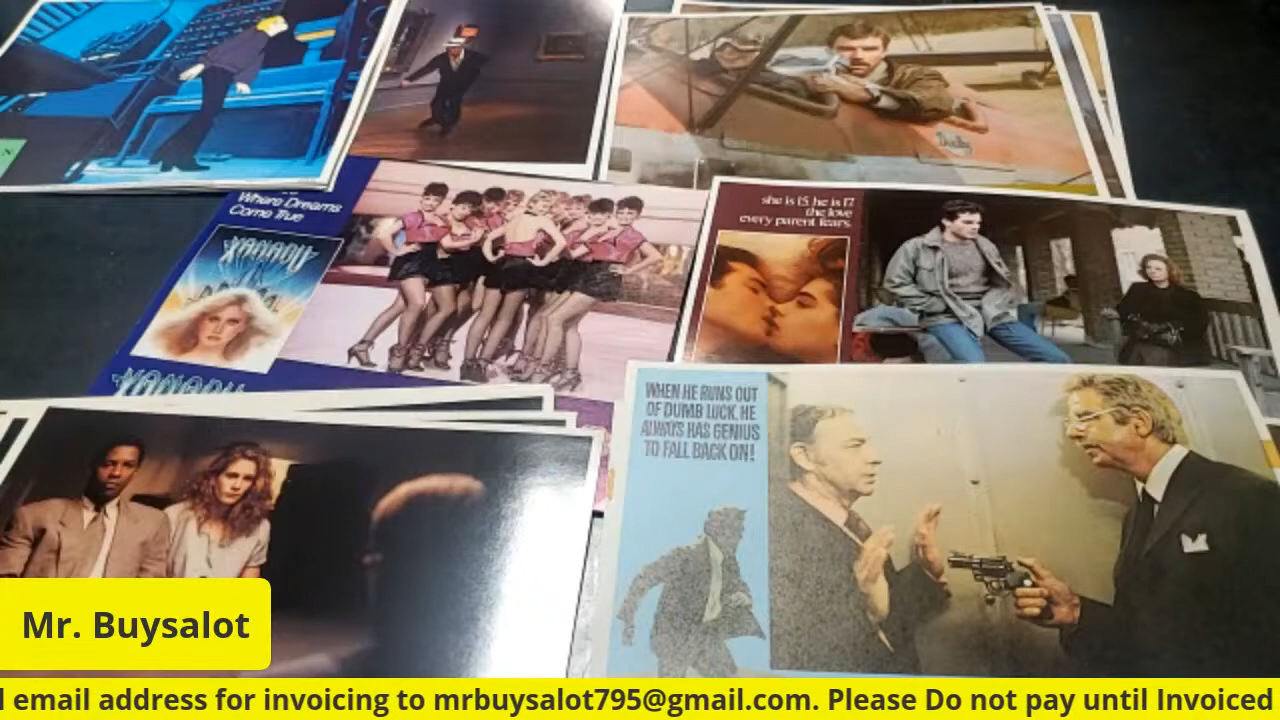 Where Dreams
Come True
XANADU
XANADU
she is 15, he is 17
the love
every parent fears.
Dudley
WHEN HE RUNS OUT
OF DUMB LUCK, HE
ALWAYS HAS GENIUS
TO FALL BACK ON!
Mr. Buysalot
email address for invoicing to mrbuysalot795@gmail.com. Please Do not pay until Invoiced